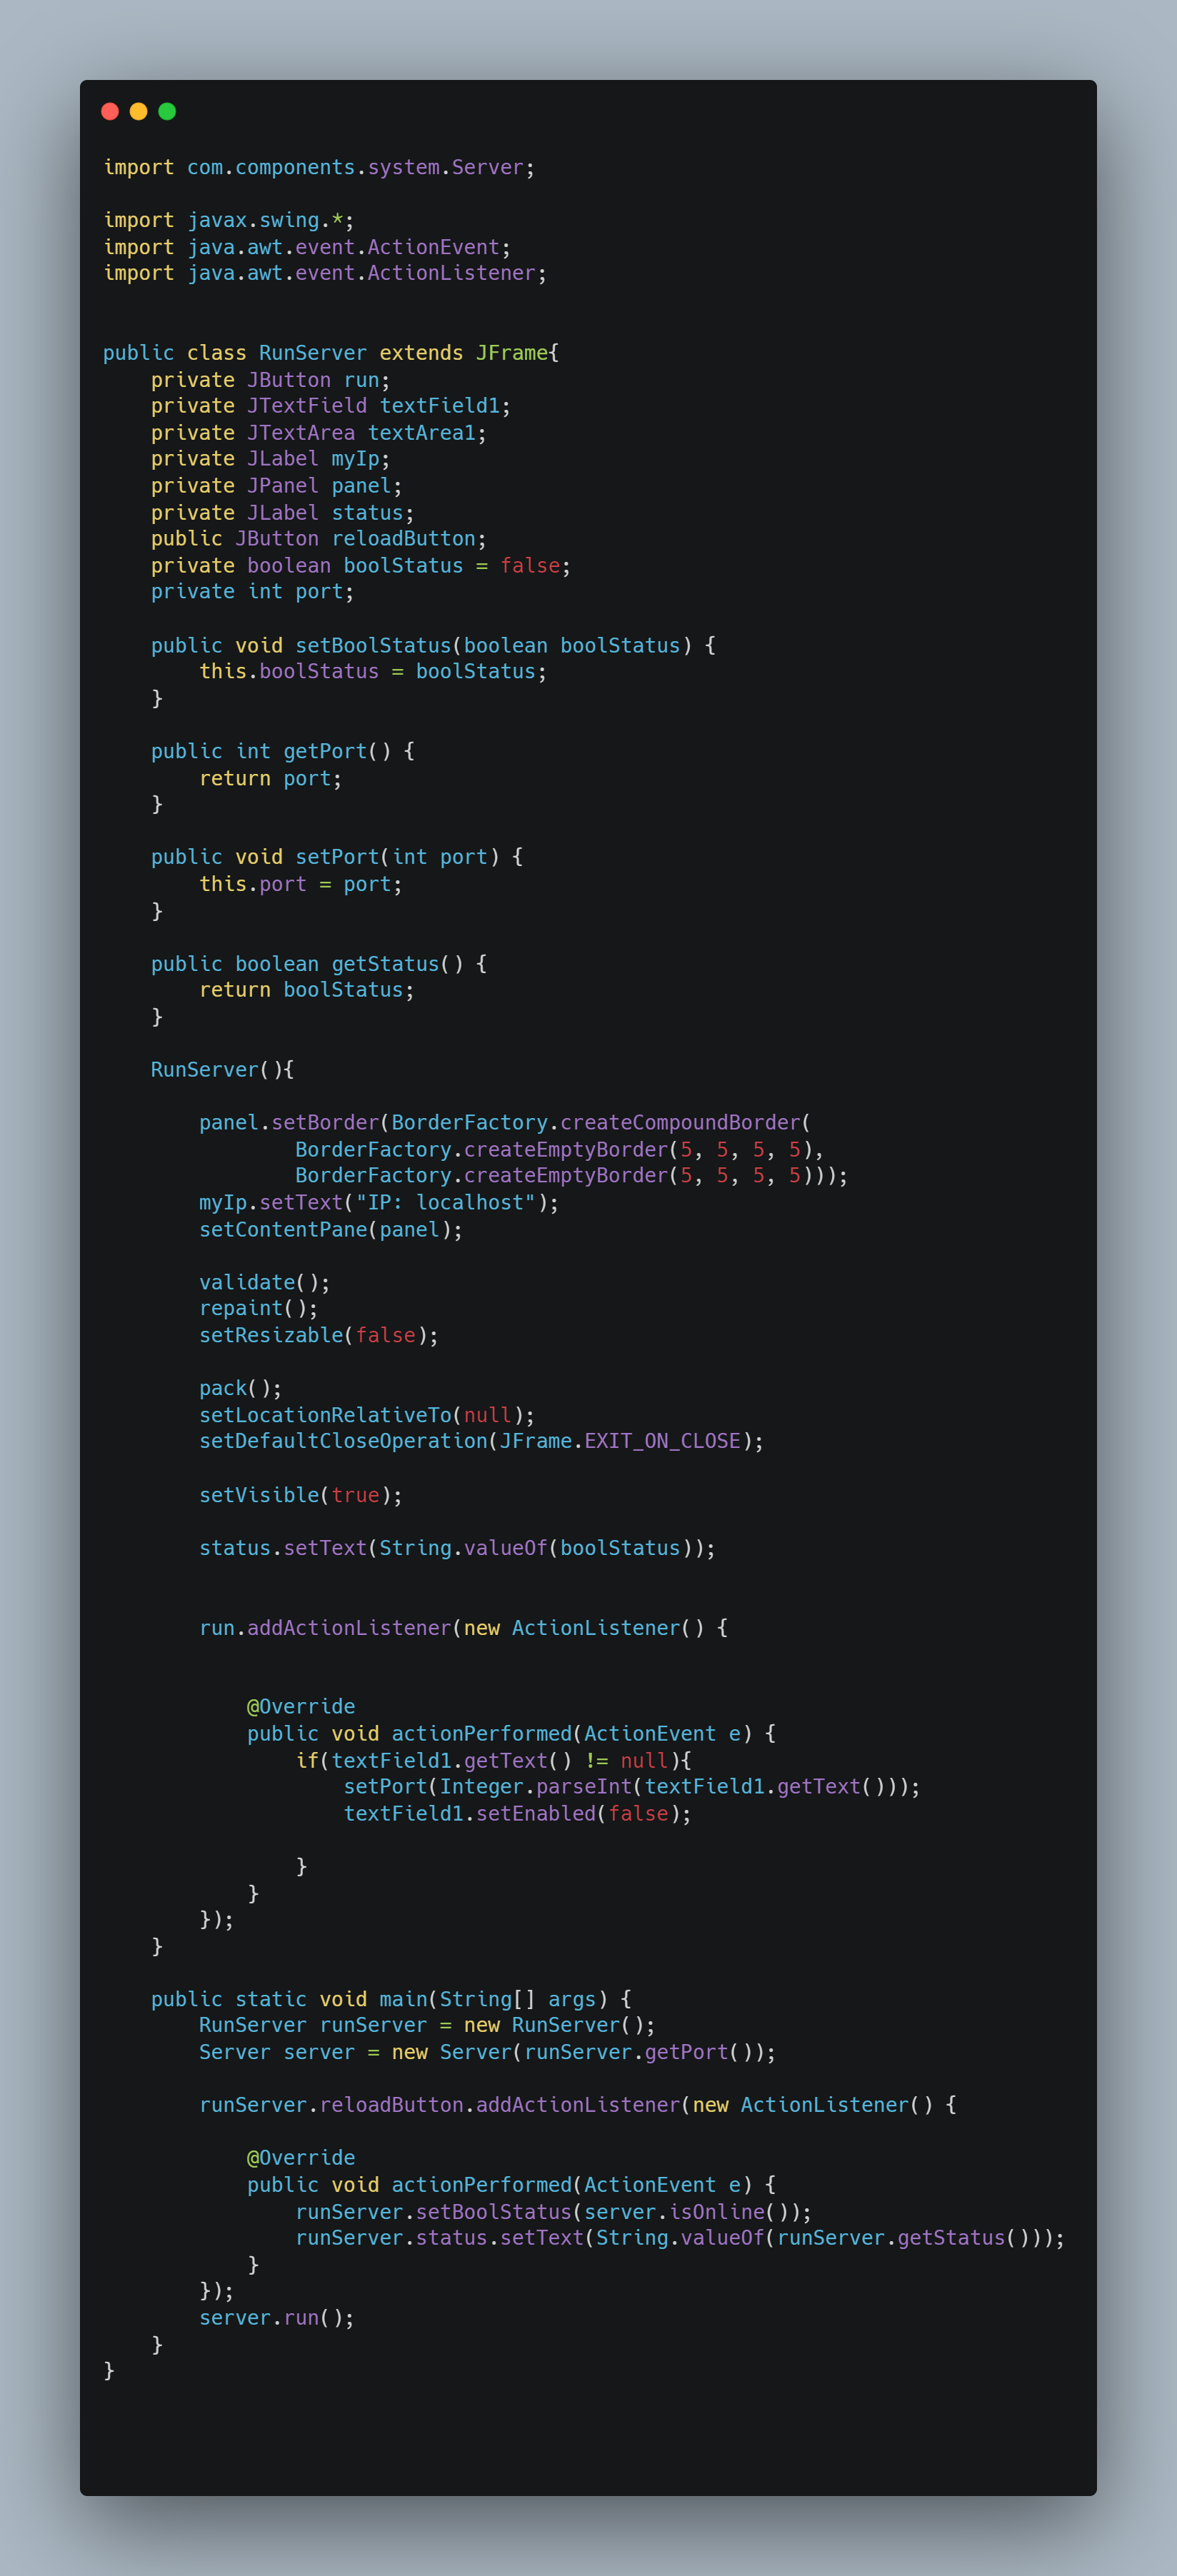 import com.components.system.Server;

import javax.swing.*;
import java.awt.event.ActionEvent;
import java.awt.event.ActionListener;


public class RunServer extends JFrame{
    private JButton run;
    private JTextField textField1;
    private JTextArea textArea1;
    private JLabel myIp;
    private JPanel panel;
    private JLabel status;
    public JButton reloadButton;
    private boolean boolStatus = false;
    private int port;

    public void setBoolStatus(boolean boolStatus) {
        this.boolStatus = boolStatus;
    }

    public int getPort() {
        return port;
    }

    public void setPort(int port) {
        this.port = port;
    }

    public boolean getStatus() {
        return boolStatus;
    }

    RunServer(){

        panel.setBorder(BorderFactory.createCompoundBorder(
                BorderFactory.createEmptyBorder(5, 5, 5, 5),
                BorderFactory.createEmptyBorder(5, 5, 5, 5)));
        myIp.setText("IP: localhost");
        setContentPane(panel);

        validate();
        repaint();
        setResizable(false);

        pack();
        setLocationRelativeTo(null);
        setDefaultCloseOperation(JFrame.EXIT_ON_CLOSE);

        setVisible(true);

        status.setText(String.valueOf(boolStatus));


        run.addActionListener(new ActionListener() {


            @Override
            public void actionPerformed(ActionEvent e) {
                if(textField1.getText() != null){
                    setPort(Integer.parseInt(textField1.getText()));
                    textField1.setEnabled(false);

                }
            }
        });
    }

    public static void main(String[] args) {
        RunServer runServer = new RunServer();
        Server server = new Server(runServer.getPort());

        runServer.reloadButton.addActionListener(new ActionListener() {

            @Override
            public void actionPerformed(ActionEvent e) {
                runServer.setBoolStatus(server.isOnline());
                runServer.status.setText(String.valueOf(runServer.getStatus()));
            }
        });
        server.run();
    }
}